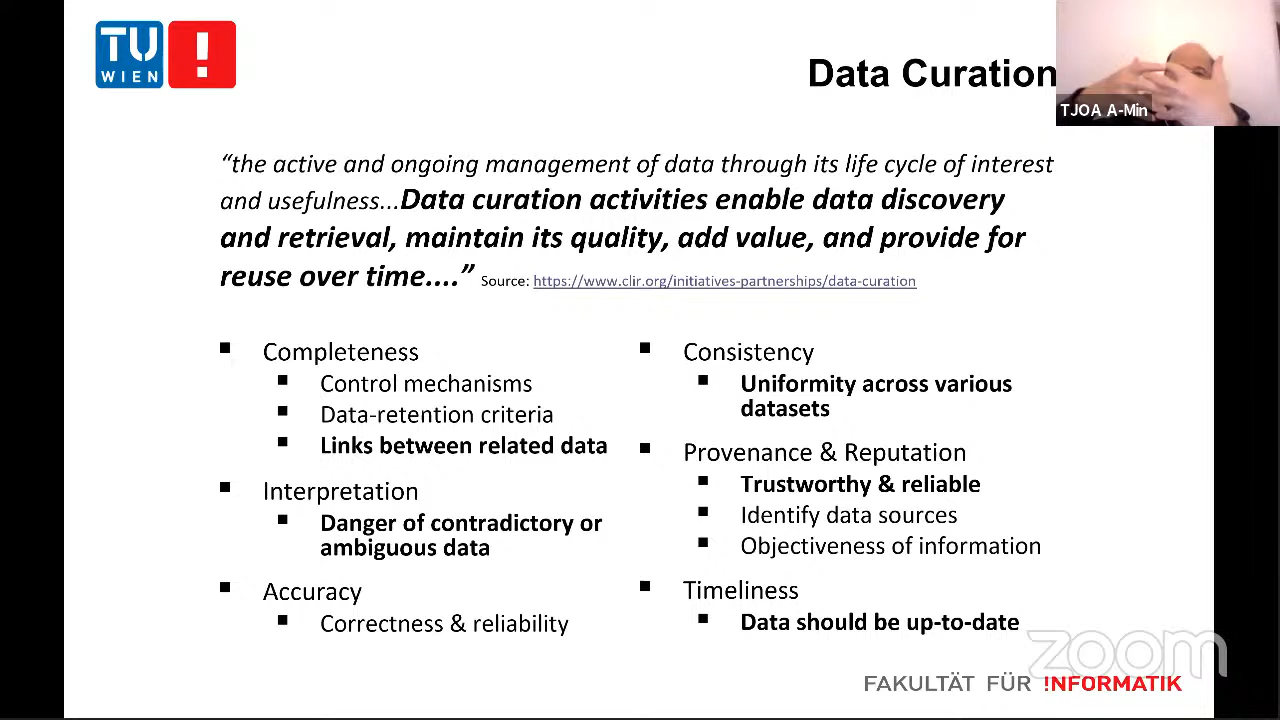 TU
WIEN
!
Data Curation
TJOA A-Min
“the active and ongoing management of data through its life cycle of interest
and usefulness...Data curation activities enable data discovery
and retrieval, maintain its quality, add value, and provide for
reuse over time....” Source: https://www.clir.org/initiatives-partnerships/data-curation
▪ Completeness
▪ Control mechanisms
▪ Data-retention criteria
▪ Links between related data
▪ Interpretation
▪ Danger of contradictory or
ambiguous data
▪ Accuracy
▪ Correctness & reliability
▪ Consistency
▪ Uniformity across various
datasets
▪ Provenance & Reputation
▪ Trustworthy & reliable
▪ Identify data sources
▪ Objectiveness of information
▪ Timeliness
▪ Data should be up-to-date
zoom
FAKULTÄT FÜR !NFORMATIK